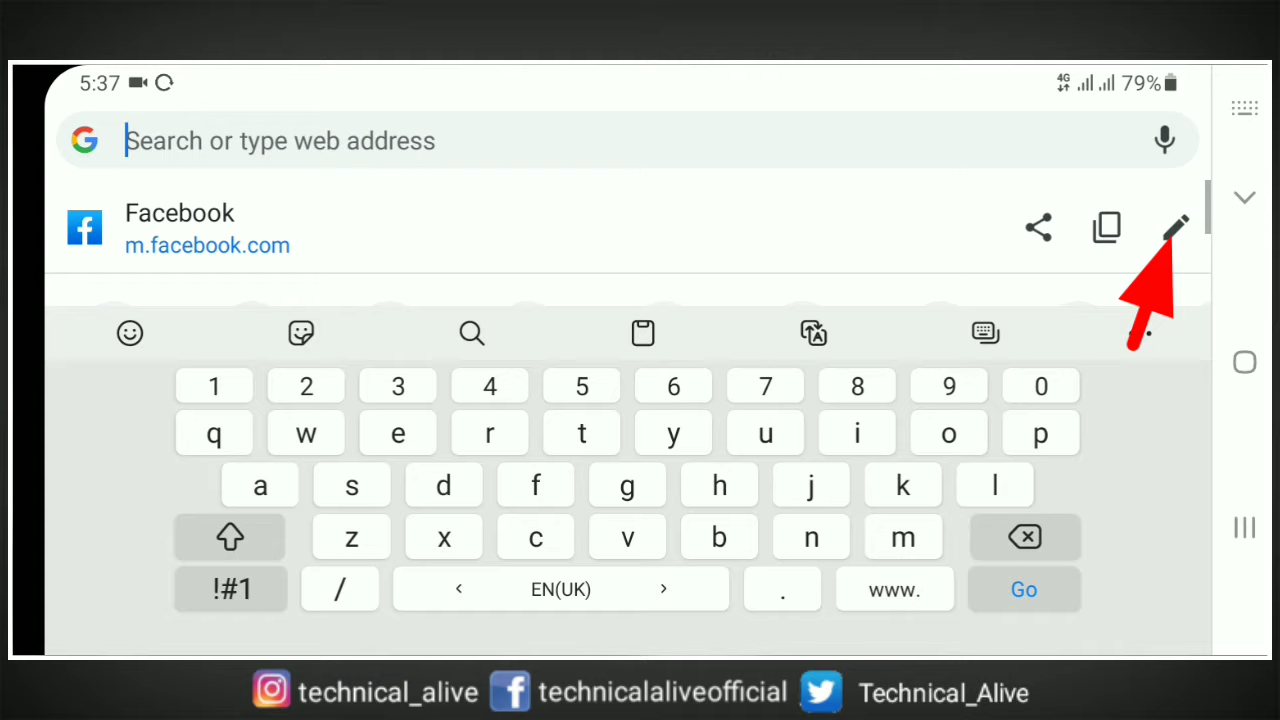 5:37 4G 79%
Search or type web address
Facebook
m.facebook.com
1 2 3 4 5 6 7 8 9 0
q w e r t y u i o p
a s d f g h j k l
z x c v b n m
!#1 / < EN(UK) > . www. Go
technical_alive technicalaliveofficial Technical_Alive